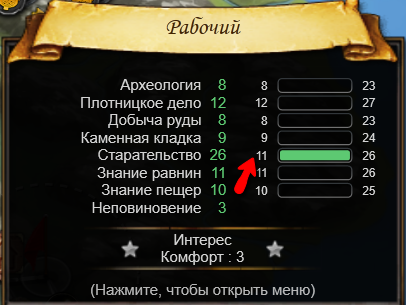 Рабочий
Археология 8 8 23
Плотницкое дело 12 12 27
Добыча руды 8 8 23
Каменная кладка 9 9 24
Старательство 26 11 26
Знание равнин 11 11 26
Знание пещер 10 10 25
Неповиновение 3
Интерес
Комфорт : 3
(Нажмите, чтобы открыть меню)